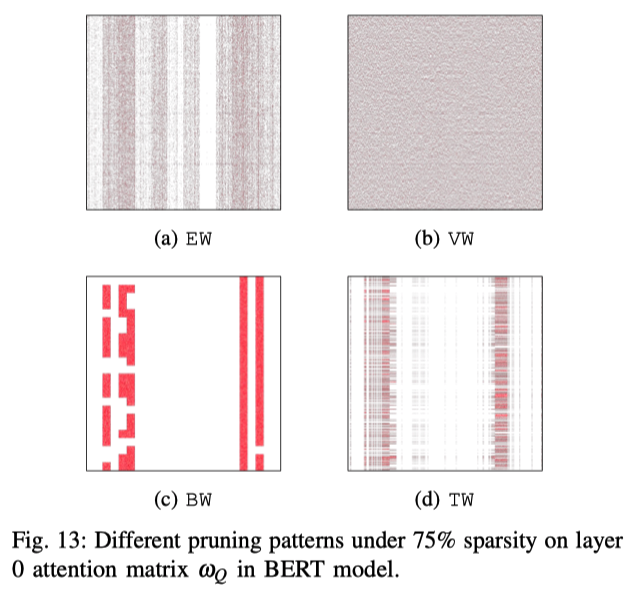 (a) EW
(b) VW
(c) BW
(d) TW
Fig. 13: Different pruning patterns under 75% sparsity on layer
0 attention matrix ω_Q in BERT model.